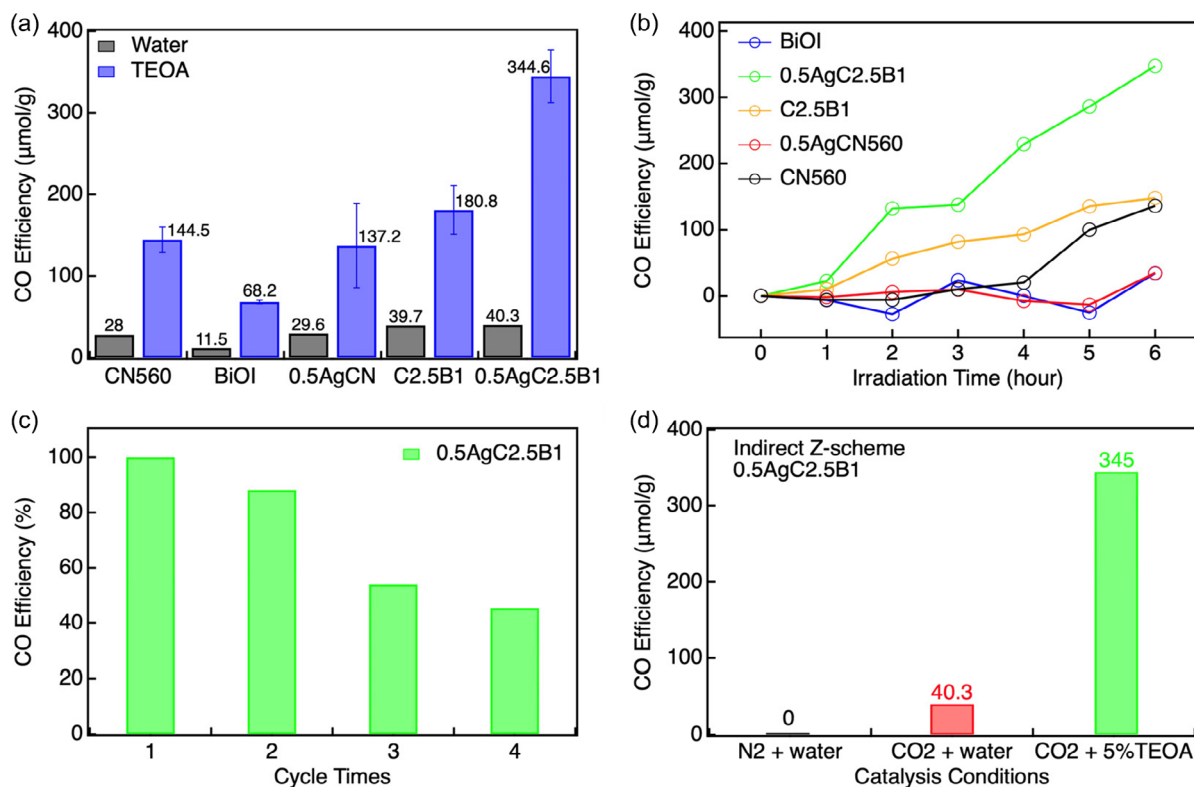 (a)
CO Efficiency (µmol/g)
400
300
200
100
0
Water
TEOA
28
144.5
11.5
68.2
29.6
137.2
39.7
180.8
40.3
344.6
CN560 BiOI 0.5AgCN C2.5B1 0.5AgC2.5B1
(b)
CO Efficiency (µmol/g)
400
300
200
100
0
BiOI
0.5AgC2.5B1
C2.5B1
0.5AgCN560
CN560
0 1 2 3 4 5 6
Irradiation Time (hour)
(c)
CO Efficiency (%)
100
80
60
40
20
0
0.5AgC2.5B1
1 2 3 4
Cycle Times
(d)
CO Efficiency (µmol/g)
400
300
200
100
0
Indirect Z-scheme
0.5AgC2.5B1
0
40.3
345
N2 + water CO2 + water CO2 + 5%TEOA
Catalysis Conditions